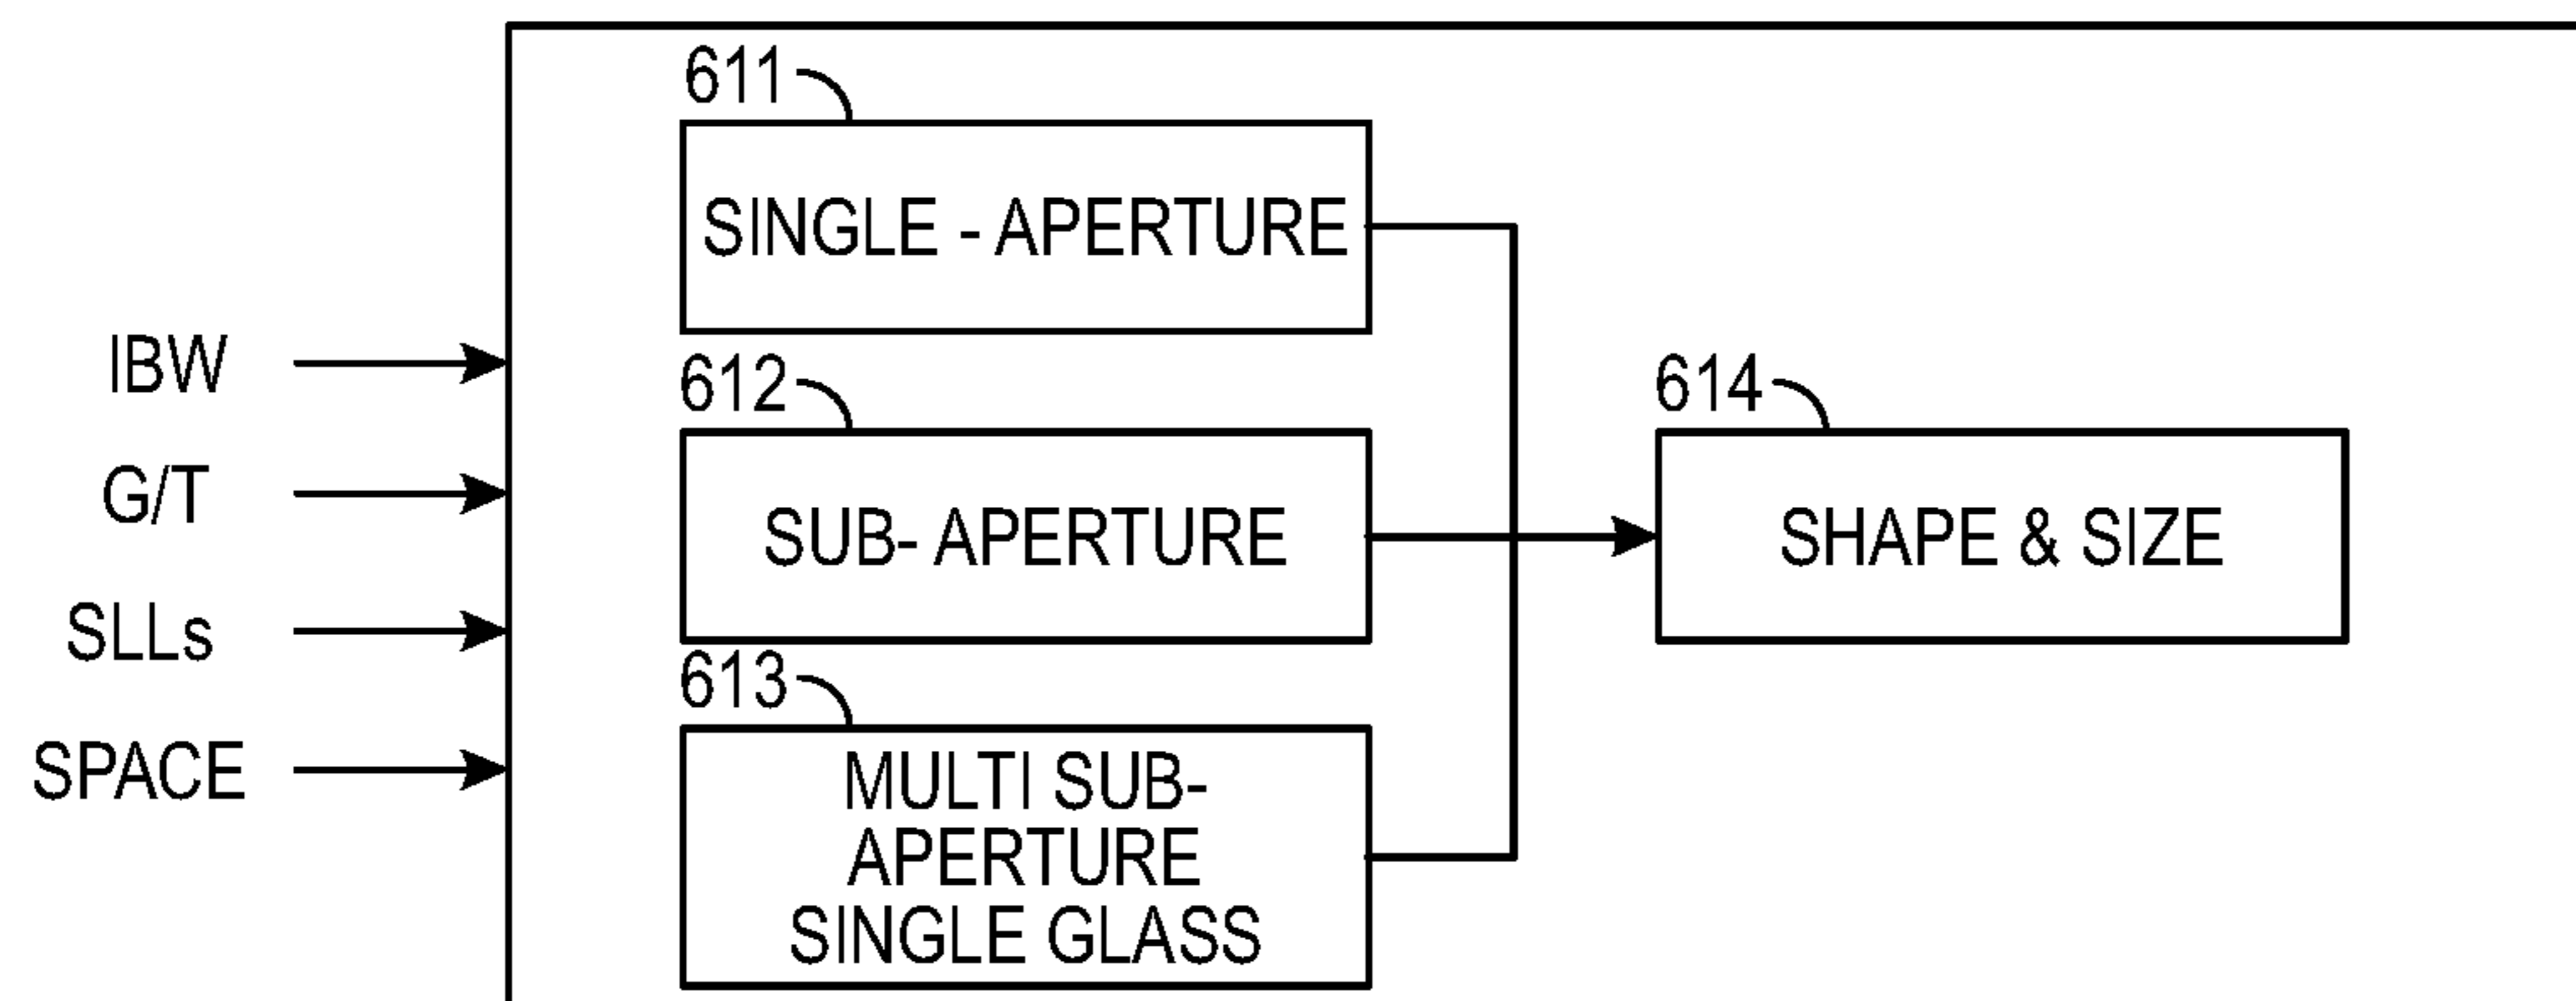 611
SINGLE - APERTURE
IBW
612
614
G/T
SUB- APERTURE
SHAPE & SIZE
SLLs
613
SPACE
MULTI SUB-
APERTURE
SINGLE GLASS